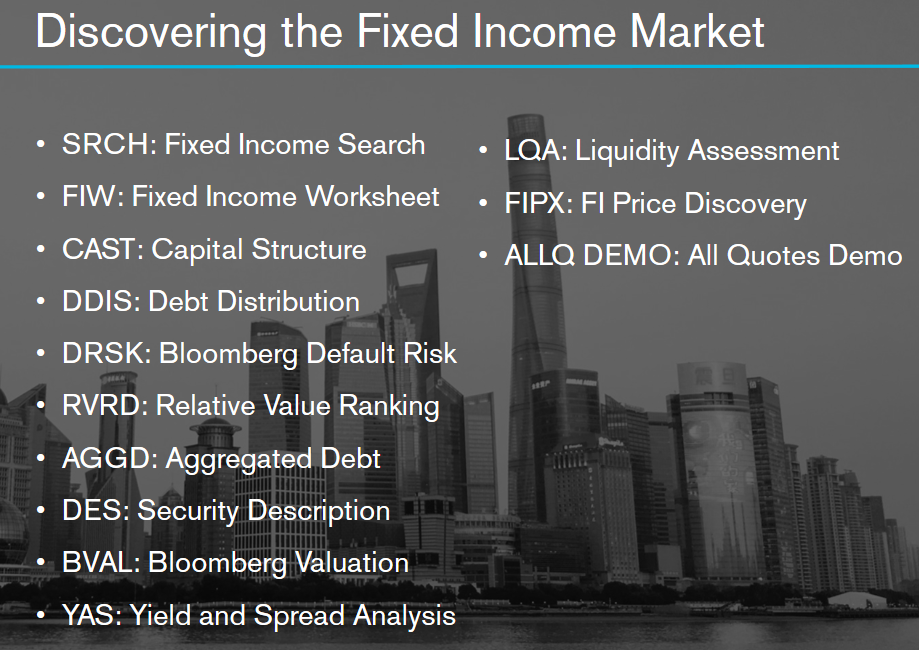 Discovering the Fixed Income Market
• SRCH: Fixed Income Search
• FIW: Fixed Income Worksheet
• CAST: Capital Structure
• DDIS: Debt Distribution
• DRSK: Bloomberg Default Risk
• RVRD: Relative Value Ranking
• AGGD: Aggregated Debt
• DES: Security Description
• BVAL: Bloomberg Valuation
• YAS: Yield and Spread Analysis
• LQA: Liquidity Assessment
• FIPX: FI Price Discovery
• ALLQ DEMO: All Quotes Demo